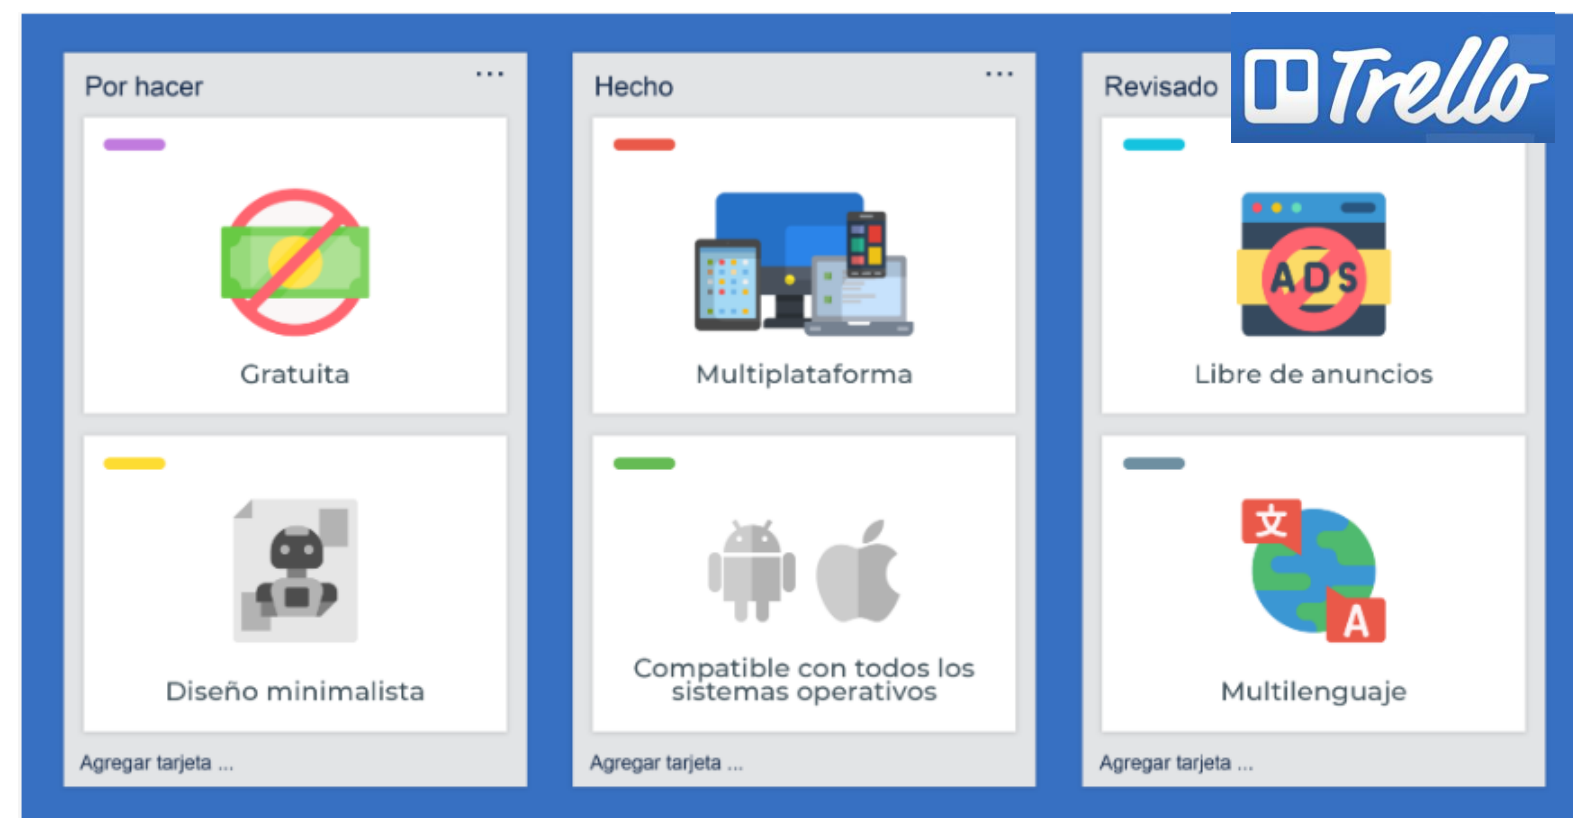 Trello
Por hacer ...
Gratuita
Diseño minimalista
Agregar tarjeta ...
Hecho ...
Multiplataforma
Compatible con todos los
sistemas operativos
Agregar tarjeta ...
Revisado
ADS
Libre de anuncios
文
A
Multilenguaje
Agregar tarjeta ...